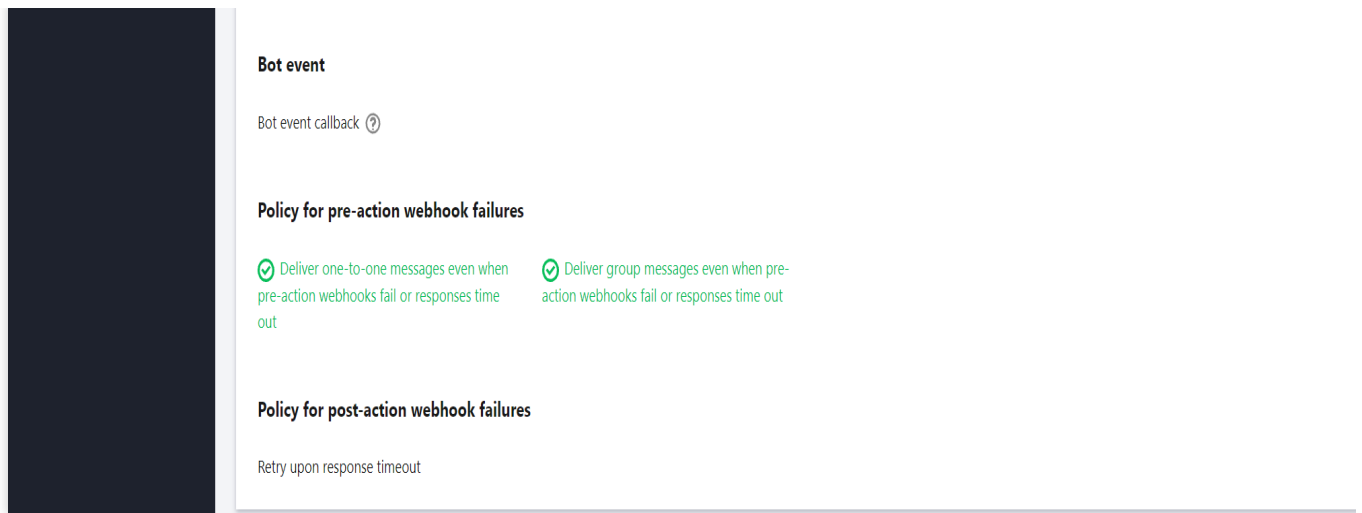 Bot event
Bot event callback
Policy for pre-action webhook failures
Deliver one-to-one messages even when
pre-action webhooks fail or responses time
out
Deliver group messages even when pre-
action webhooks fail or responses time out
Policy for post-action webhook failures
Retry upon response timeout